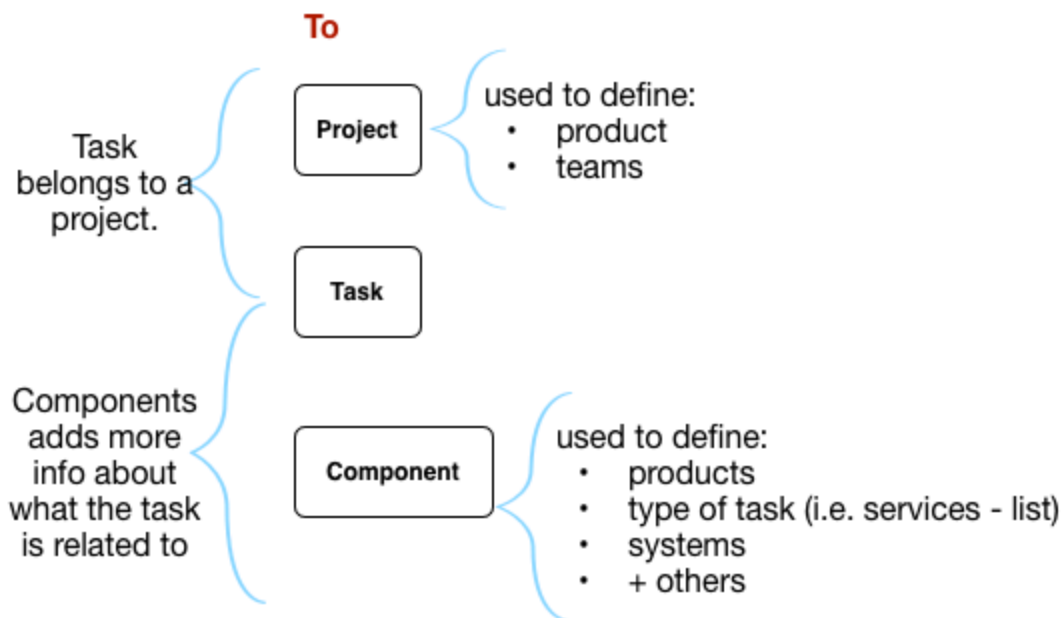 To
Project
used to define:
• product
• teams
Task
belongs to a
project.
Task
Components
adds more
info about
what the task
is related to
Component
used to define:
• products
• type of task (i.e. services - list)
• systems
• + others